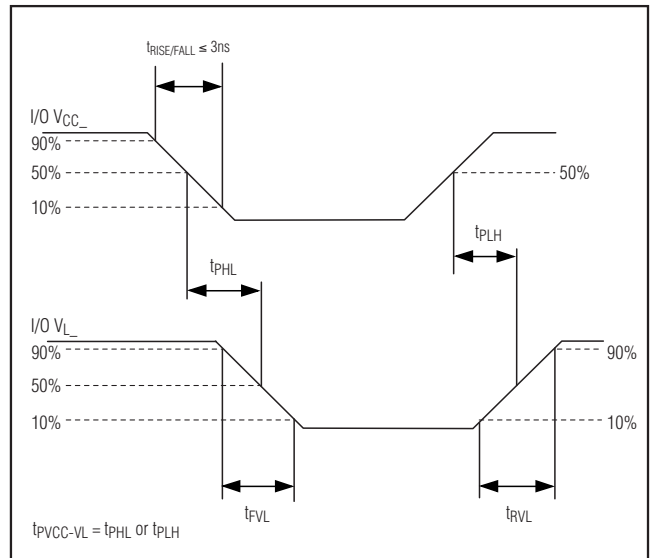 tRISE/FALL ≤ 3ns
I/O VCC_
90%
50%
50%
10%
tPLH
tPHL
I/O VL_
90%
90%
50%
10%
10%
tFVL
tRVL
tPVCC-VL = tPHL or tPLH